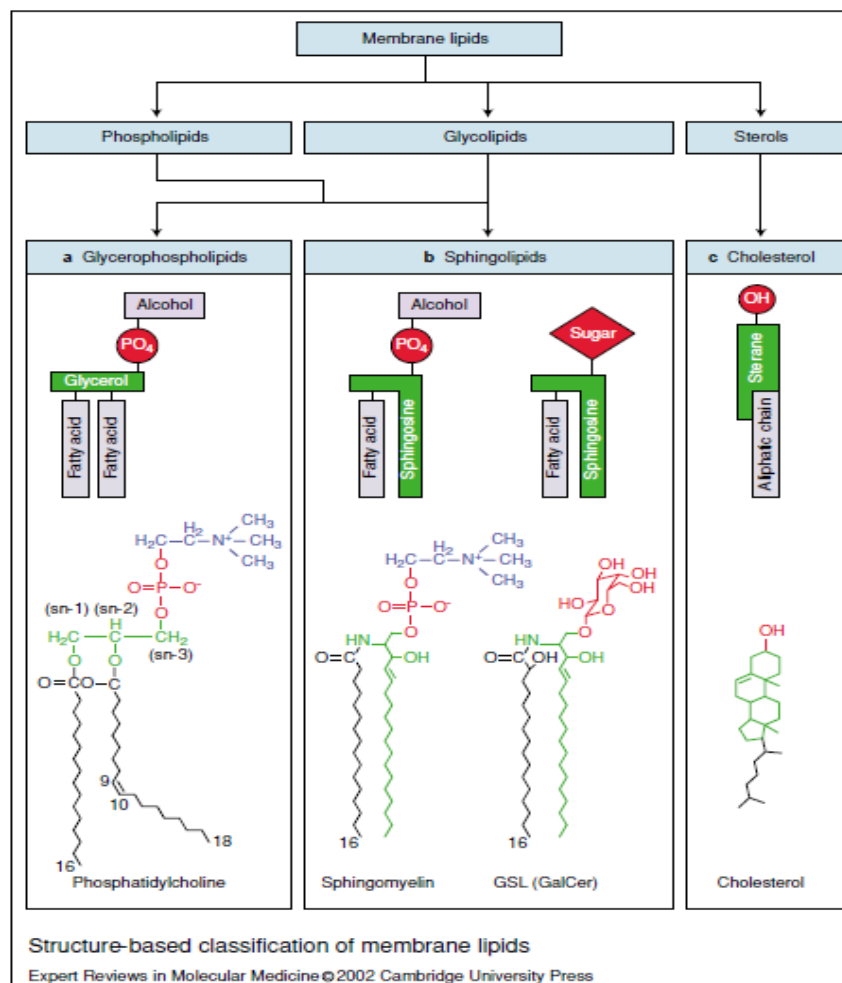 Membrane lipids
Phospholipids
Glycolipids
Sterols
a Glycerophospholipids
b Sphingolipids
c Cholesterol
Alcohol
PO4
Glycerol
Fatty acid
Fatty acid
Alcohol
PO4
Fatty acid
Sphingosine
Sugar
Fatty acid
Sphingosine
OH
Sterane
Aliphatic chain
H2C–C–N+–CH3
H2
CH3
CH3
O
O=P–O-
O
(sn-1) (sn-2)
H2C
H
C
CH2
(sn-3)
O
O
O=C
CO–C
9
10
18
16
Phosphatidylcholine
H2C–C–N+–CH3
H2
CH3
CH3
O
O=P–O-
O
HN
O
OH
16
Sphingomyelin
OH
OH
OH
HO
O
O
HN
O
OH
OH
16
GSL (GalCer)
OH
Cholesterol
Structure-based classification of membrane lipids
Expert Reviews in Molecular Medicine©2002 Cambridge University Press